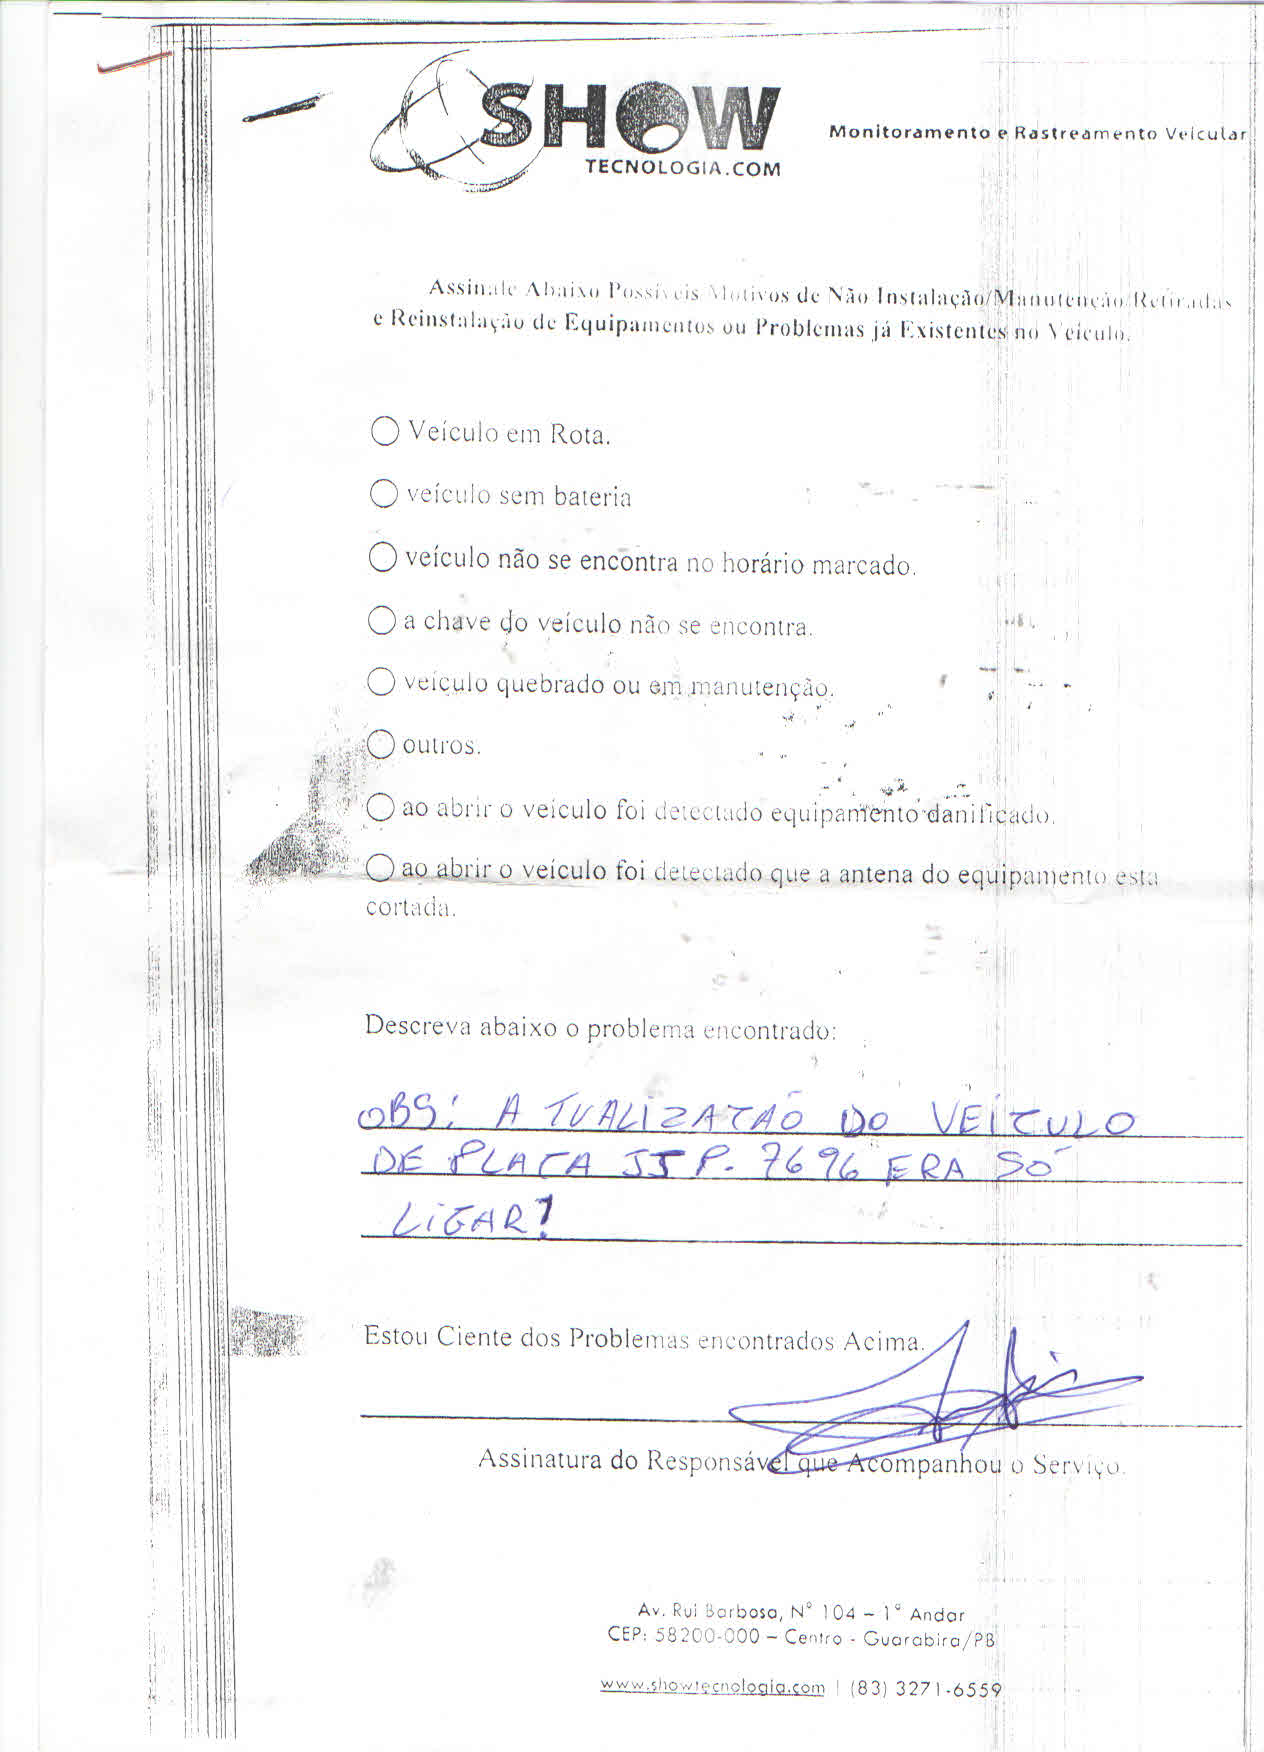 SHOW
TECNOLOGIA.COM
Monitoramento e Rastreamento Veicular
Assinale Abaixo Possíveis Motivos de Não Instalação/Manutenção/Retiradas
e Reinstalação de Equipamentos ou Problemas já Existentes no Veículo.
Veículo em Rota.
veículo sem bateria
veículo não se encontra no horário marcado.
a chave do veículo não se encontra.
veículo quebrado ou em manutenção.
outros.
ao abrir o veículo foi detectado equipamento danificado.
ao abrir o veículo foi detectado que a antena do equipamento esta
cortada.
Descreva abaixo o problema encontrado:
OBS: A TUALIZAÇAÕ DO VEÍCULO
DE PLACA JJP-7696 ERA SÓ
LIGAR!
Estou Ciente dos Problemas encontrados Acima.
Assinatura do Responsável que Acompanhou o Serviço.
Av. Rui Barbosa, Nº 104 – 1º Andar
CEP: 58200-000 – Centro - Guarabira/PB
www.showtecnologia.com | (83) 3271-6559